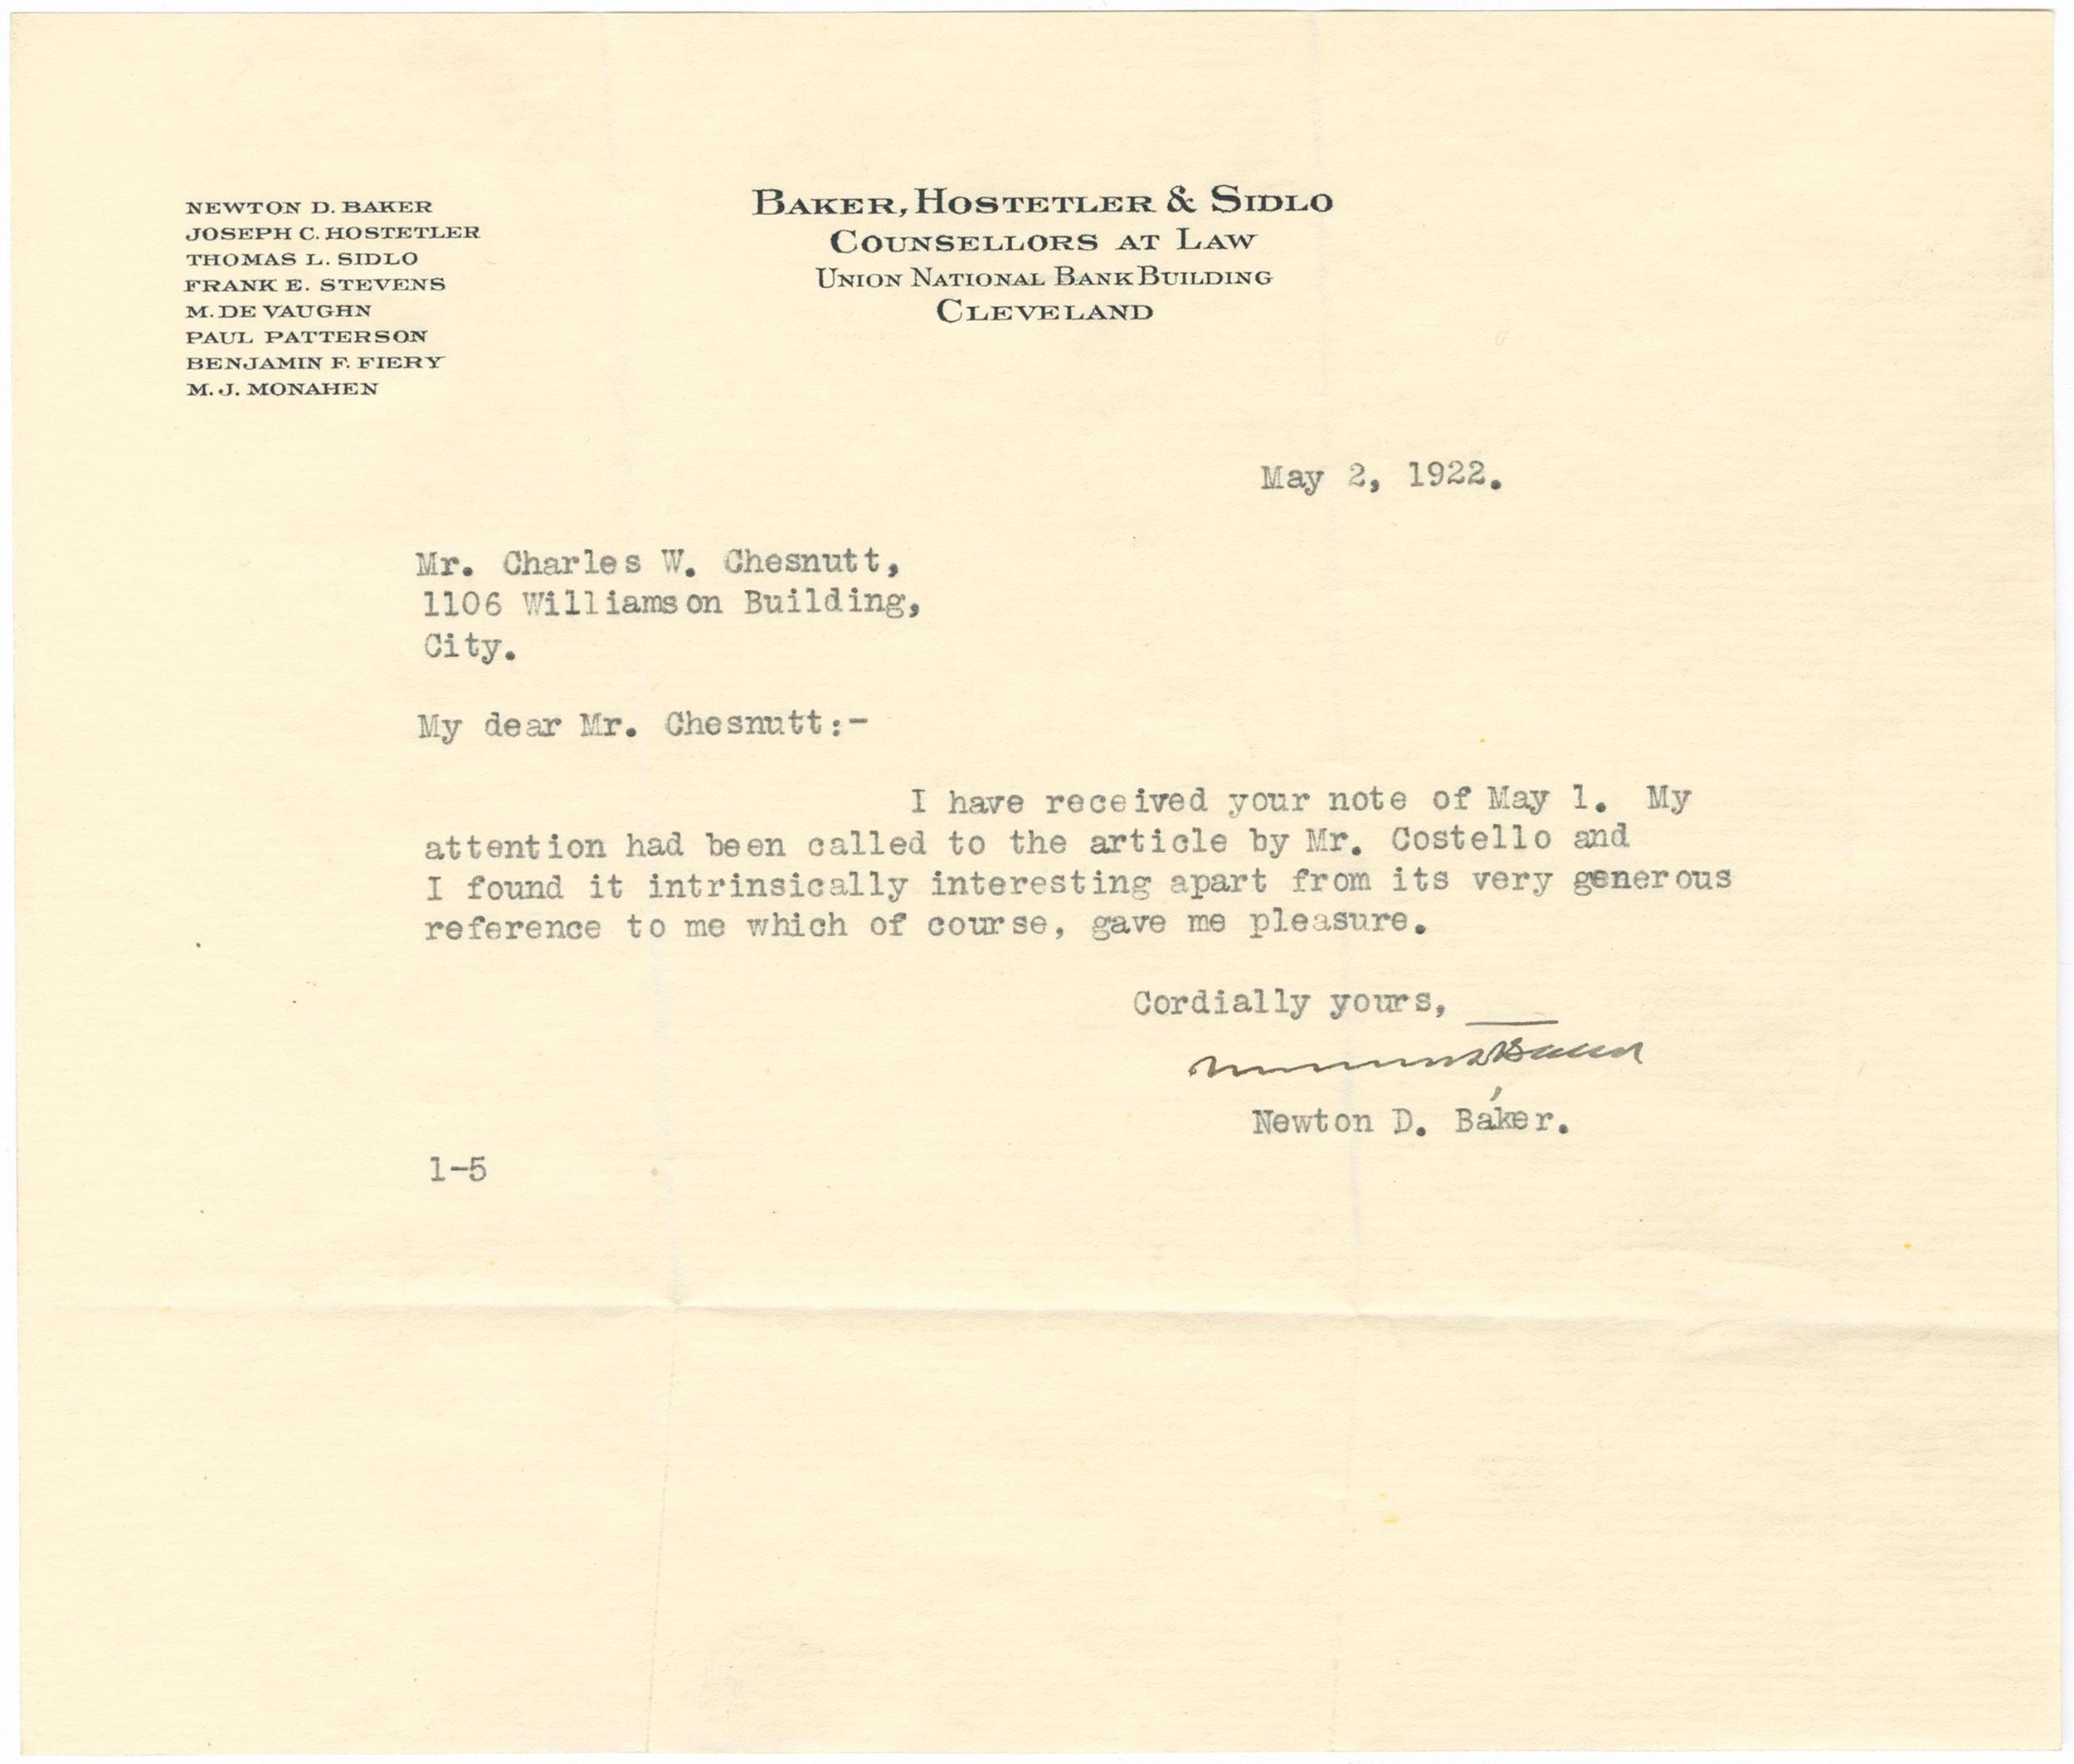 NEWTON D. BAKER
JOSEPH C. HOSTETLER
THOMAS L. SIDLO
FRANK E. STEVENS
M. DE VAUGHN
PAUL PATTERSON
BENJAMIN F. FIERY
M. J. MONAHEN
BAKER, HOSTETLER & SIDLO
COUNSELLORS AT LAW
UNION NATIONAL BANK BUILDING
CLEVELAND
May 2, 1922.
Mr. Charles W. Chesnutt,
1106 Williamson Building,
City.
My dear Mr. Chesnutt:-
I have received your note of May 1. My
attention had been called to the article by Mr. Costello and
I found it intrinsically interesting apart from its very generous
reference to me which of course, gave me pleasure.
Cordially yours,
Newton D Baker
Newton D. Baker.
1-5